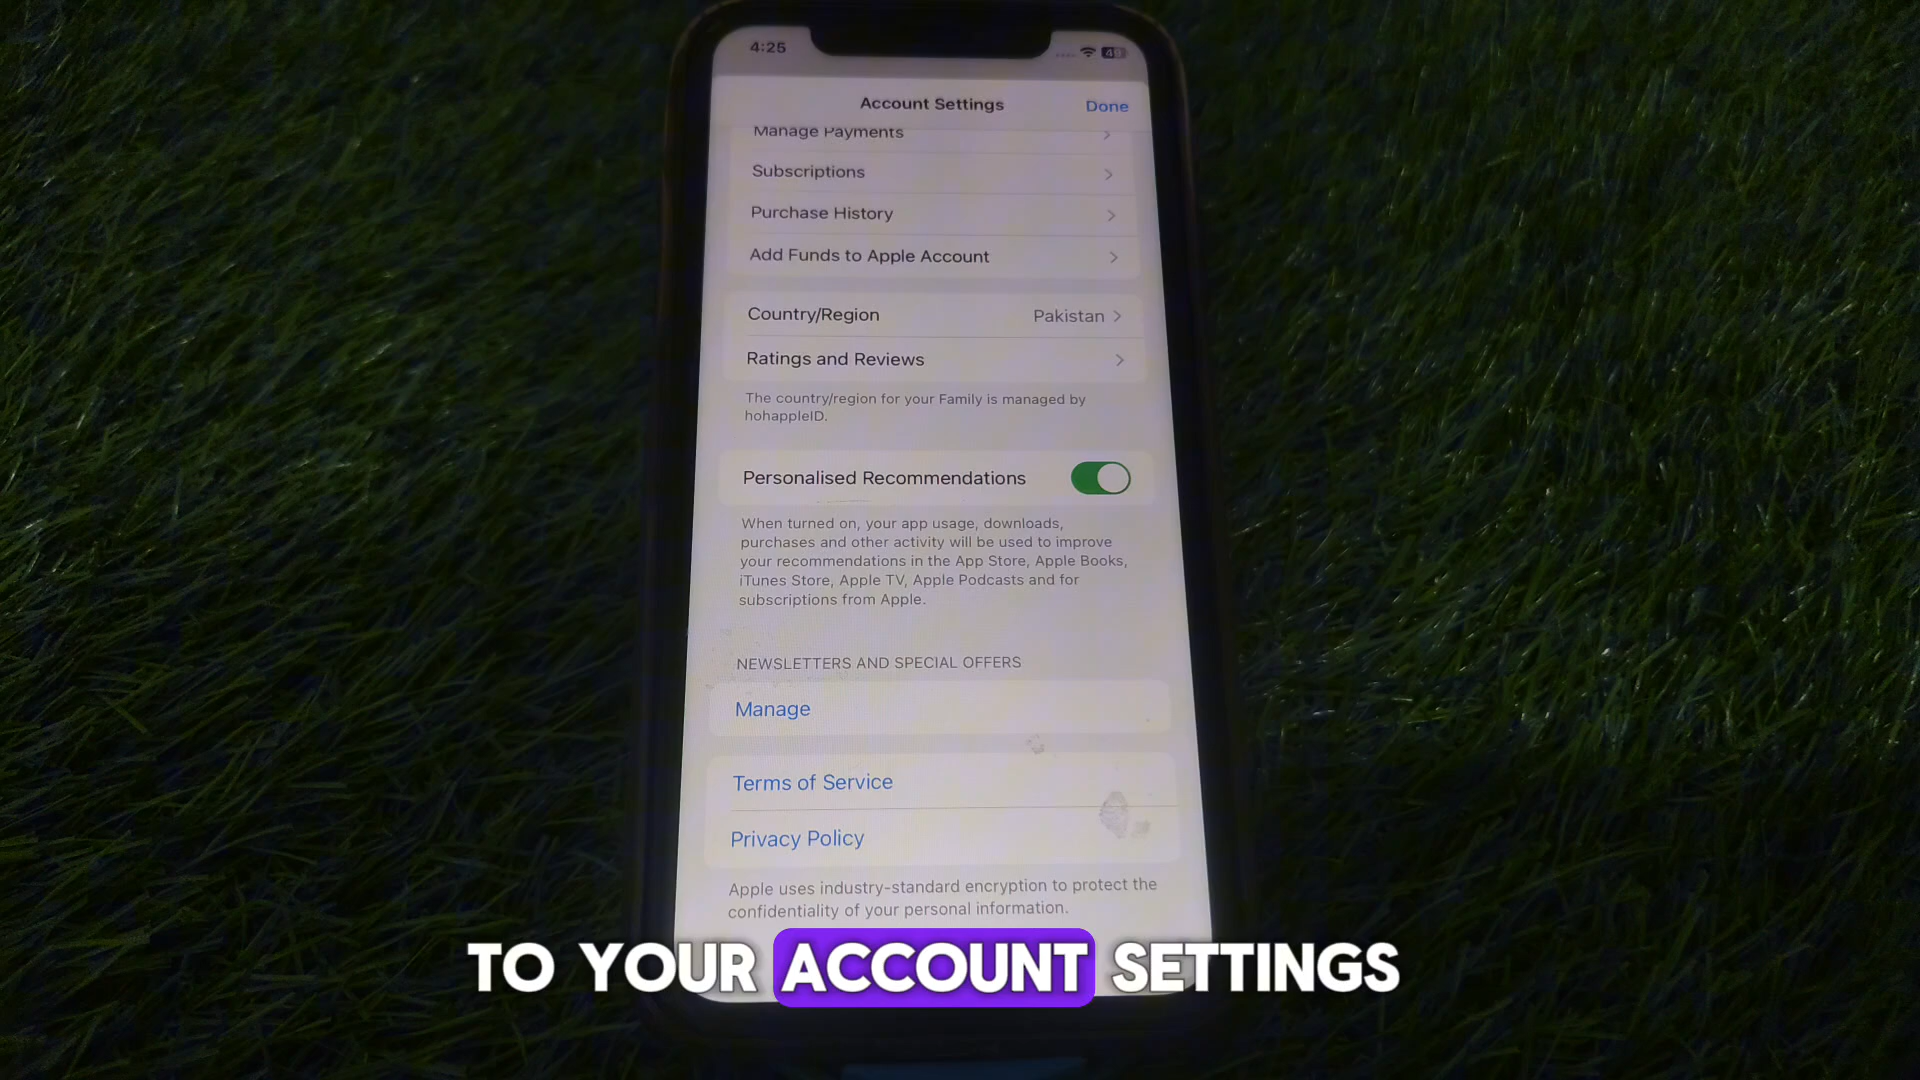 4:25
49
Account Settings
Done
Manage Payments
Subscriptions
Purchase History
Add Funds to Apple Account
Country/Region Pakistan
Ratings and Reviews
The country/region for your Family is managed by
hohappleID.
Personalised Recommendations
When turned on, your app usage, downloads,
purchases and other activity will be used to improve
your recommendations in the App Store, Apple Books,
iTunes Store, Apple TV, Apple Podcasts and for
subscriptions from Apple.
NEWSLETTERS AND SPECIAL OFFERS
Manage
Terms of Service
Privacy Policy
Apple uses industry-standard encryption to protect the
confidentiality of your personal information.
TO YOUR ACCOUNT SETTINGS